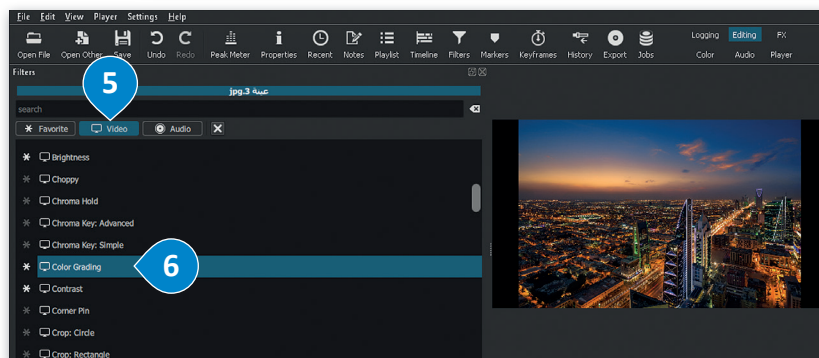 File Edit View Player Settings Help
Open File Open Other Save Undo Redo Peak Meter Properties Recent Notes Playlist Timeline Filters Markers Keyframes History Export Jobs
Logging Editing FX
Color Audio Player
Filters
عينة 3.jpg
5
search
Favorite Video Audio
Brightness
Choppy
Chroma Hold
Chroma Key: Advanced
Chroma Key: Simple
Color Grading
6
Contrast
Corner Pin
Crop: Circle
Crop: Rectangle